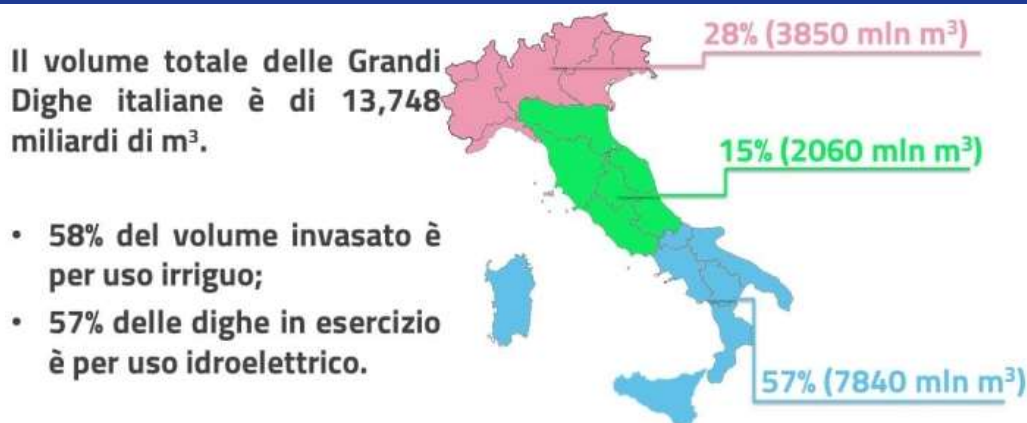 Il volume totale delle Grandi
Dighe italiane è di 13,748
miliardi di m³.
• 58% del volume invasato è
per uso irriguo;
• 57% delle dighe in esercizio
è per uso idroelettrico.
28% (3850 mln m³)
15% (2060 mln m³)
57% (7840 mln m³)